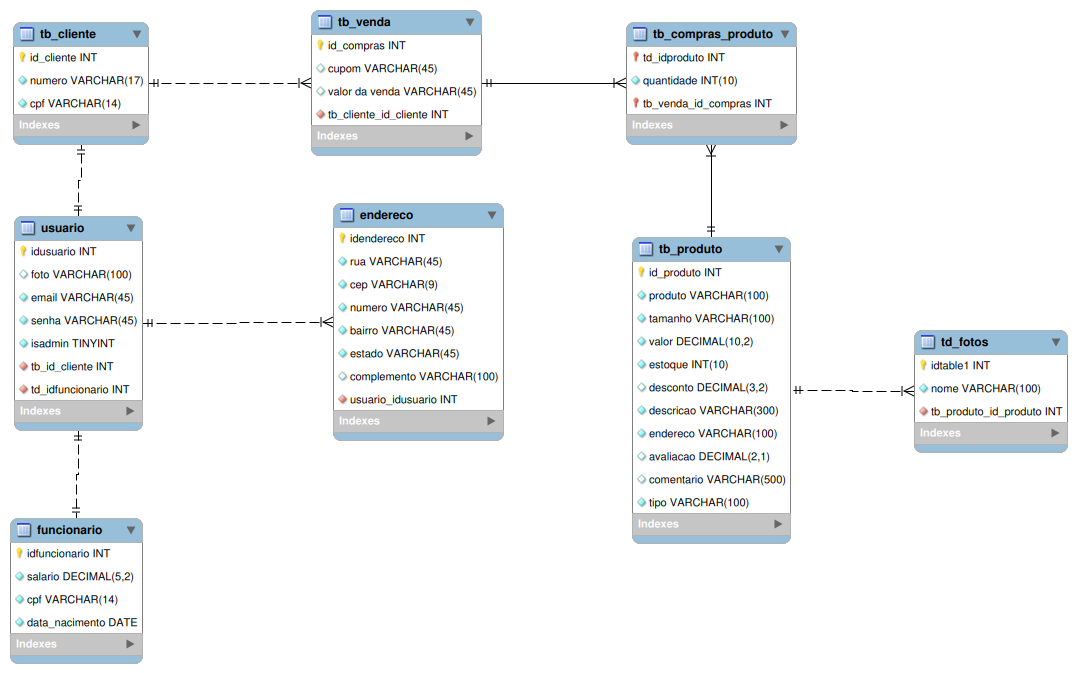 tb_cliente
id_cliente INT
numero VARCHAR(17)
cpf VARCHAR(14)
Indexes
tb_venda
id_compras INT
cupom VARCHAR(45)
valor da venda VARCHAR(45)
tb_cliente_id_cliente INT
Indexes
tb_compras_produto
td_idproduto INT
quantidade INT(10)
tb_venda_id_compras INT
Indexes
usuario
idusuario INT
foto VARCHAR(100)
email VARCHAR(45)
senha VARCHAR(45)
isadmin TINYINT
tb_id_cliente INT
td_idfuncionario INT
Indexes
endereco
idendereco INT
rua VARCHAR(45)
cep VARCHAR(9)
numero VARCHAR(45)
bairro VARCHAR(45)
estado VARCHAR(45)
complemento VARCHAR(100)
usuario_idusuario INT
Indexes
tb_produto
id_produto INT
produto VARCHAR(100)
tamanho VARCHAR(100)
valor DECIMAL(10,2)
estoque INT(10)
desconto DECIMAL(3,2)
descricao VARCHAR(300)
endereco VARCHAR(100)
avaliacao DECIMAL(2,1)
comentario VARCHAR(500)
tipo VARCHAR(100)
Indexes
td_fotos
idtable1 INT
nome VARCHAR(100)
tb_produto_id_produto INT
Indexes
funcionario
idfuncionario INT
salario DECIMAL(5,2)
cpf VARCHAR(14)
data_nacimento DATE
Indexes